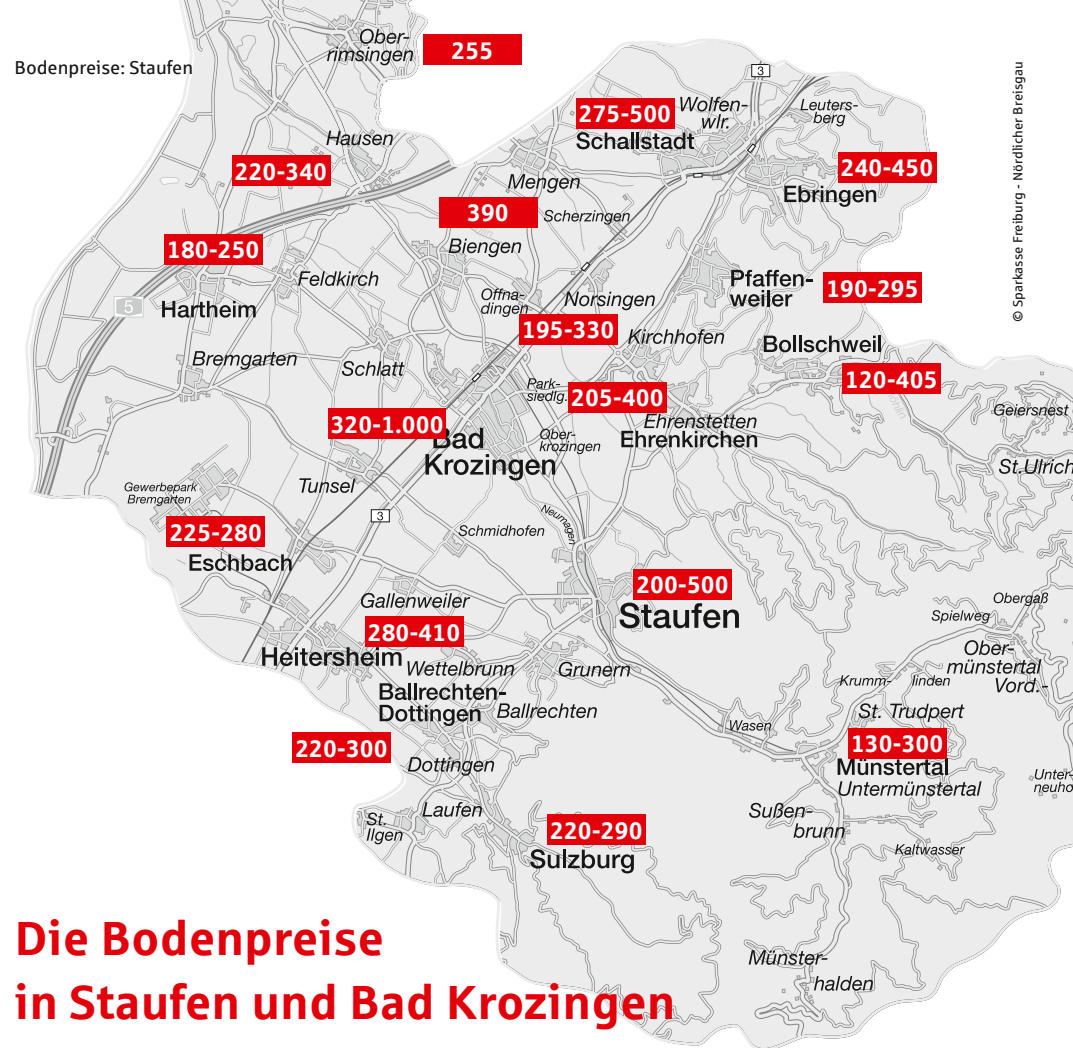 Ober-
rimsingen
255
Bodenpreise: Staufen
© Sparkasse Freiburg - Nördlicher Breisgau
3
275-500
Wolfen-
wlr.
Leuters-
berg
Schallstadt
Hausen
220-340
240-450
Mengen
Ebringen
390
Scherzingen
180-250
Biengen
Feldkirch
Pfaffen-
weiler
190-295
Offna-
dingen
Norsingen
5
Hartheim
195-330
Kirchhofen
Bollschweil
Bremgarten
Schlatt
120-405
Park-
siedlg.
205-400
Geiersnest
320-1.000
Ehrenstetten
Ehrenkirchen
Bad
Krozingen
Ober-
krozingen
St.Ulrich
Tunsel
Gewerbepark
Bremgarten
3
Neumagen
225-280
Schmidhofen
Eschbach
200-500
Staufen
Gallenweiler
Obergaß
Spielweg
280-410
Heitersheim
Wettelbrunn
Grunern
Ober-
münstertal
Vord.-
Krumm-
linden
Ballrechten-
Dottingen
Ballrechten
St. Trudpert
Wasen
220-300
130-300
Dottingen
Münstertal
Untermünstertal
Unter-
neuho
Laufen
St.
Ilgen
Sußen-
brunn
220-290
Sulzburg
Kaltwasser
Die Bodenpreise
in Staufen und Bad Krozingen
Münster-
halden